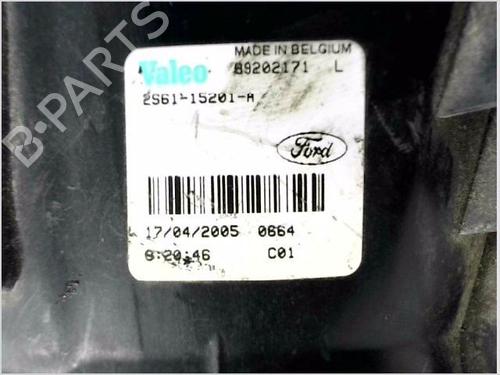 MADE IN BELGIUM
Valeo 89202171 L
2S61-15201-A
Ford
17/04/2005 0664
8:20:46 C01
B-PARTS